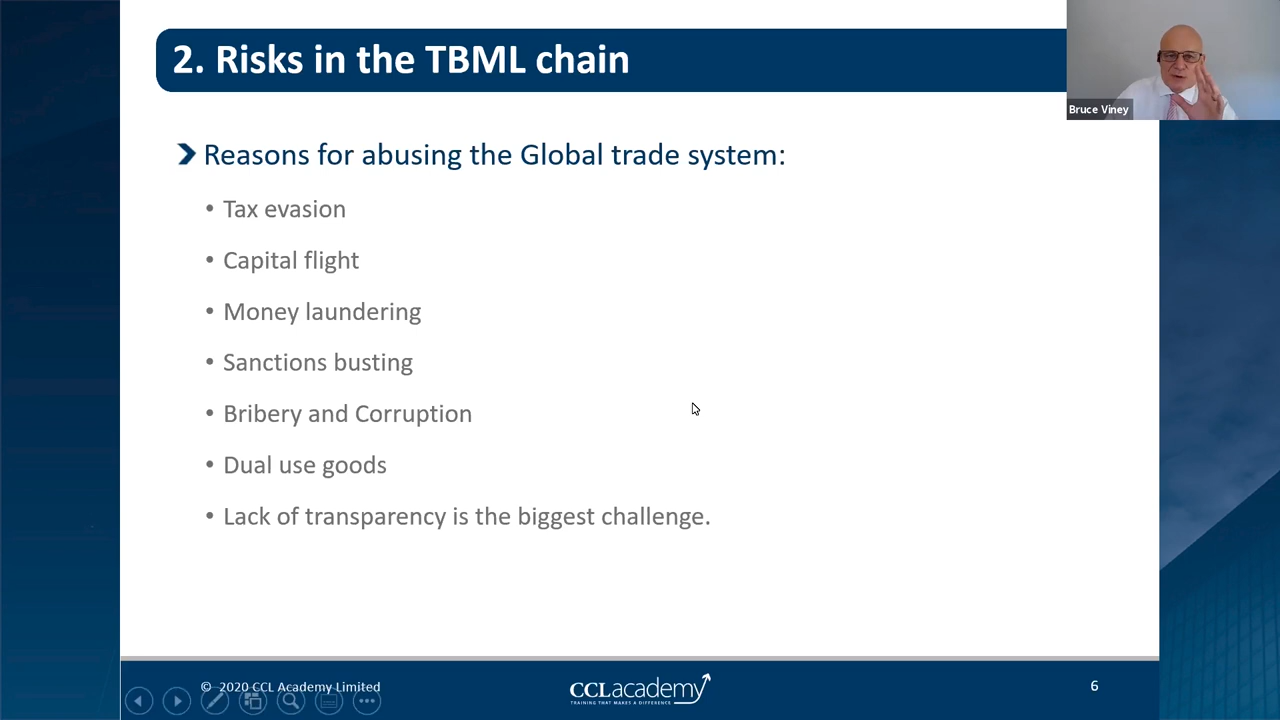 2. Risks in the TBML chain
Bruce Viney
Reasons for abusing the Global trade system:
• Tax evasion
• Capital flight
• Money laundering
• Sanctions busting
• Bribery and Corruption
• Dual use goods
• Lack of transparency is the biggest challenge.
© 2020 CCL Academy Limited
CCLacademy
TRAINING THAT MAKES A DIFFERENCE
6